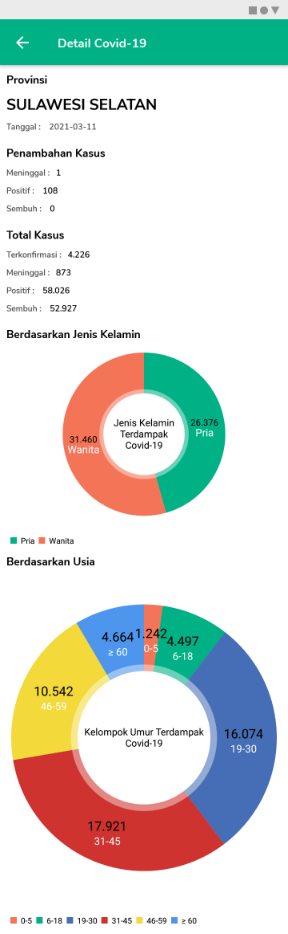 Detail Covid-19
Provinsi
SULAWESI SELATAN
Tanggal : 2021-03-11
Penambahan Kasus
Meninggal : 1
Positif : 108
Sembuh : 0
Total Kasus
Terkonfirmasi : 4.226
Meninggal : 873
Positif : 58.026
Sembuh : 52.927
Berdasarkan Jenis Kelamin
26.376
Pria
31.460
Wanita
Jenis Kelamin
Terdampak
Covid-19
Pria Wanita
Berdasarkan Usia
1.242
0-5
4.497
6-18
16.074
19-30
17.921
31-45
10.542
46-59
4.664
≥ 60
Kelompok Umur Terdampak
Covid-19
0-5 6-18 19-30 31-45 46-59 ≥ 60